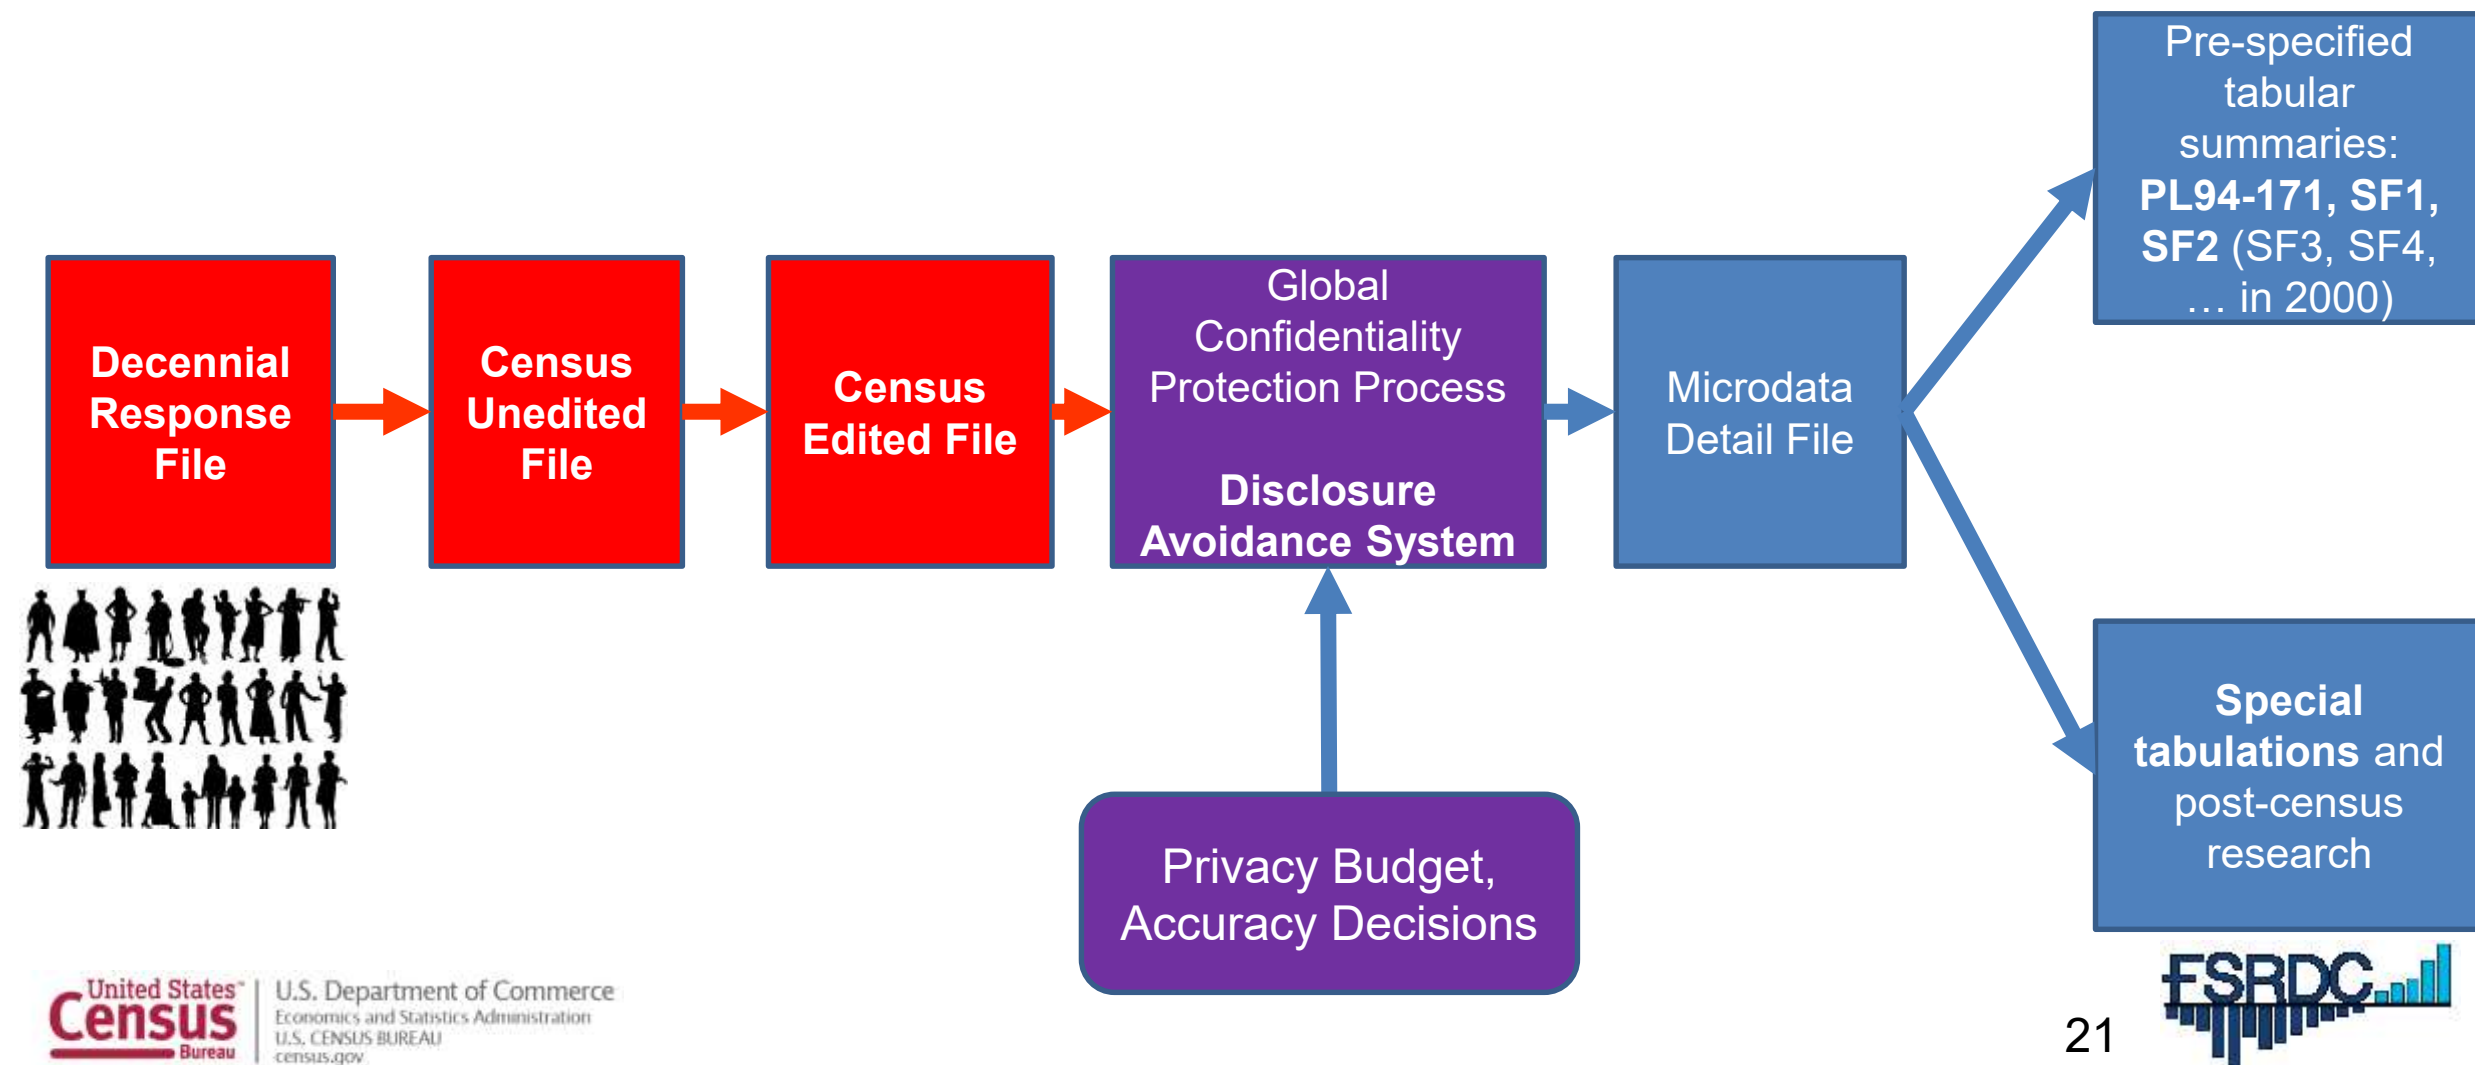 Decennial
Response
File
Census
Unedited
File
Census
Edited File
Global
Confidentiality
Protection Process
Disclosure
Avoidance System
Microdata
Detail File
Pre-specified
tabular
summaries:
PL94-171, SF1,
SF2 (SF3, SF4,
… in 2000)
Special
tabulations and
post-census
research
Privacy Budget,
Accuracy Decisions
United States™
Census
Bureau
U.S. Department of Commerce
Economics and Statistics Administration
U.S. CENSUS BUREAU
census.gov
21
FSRDC